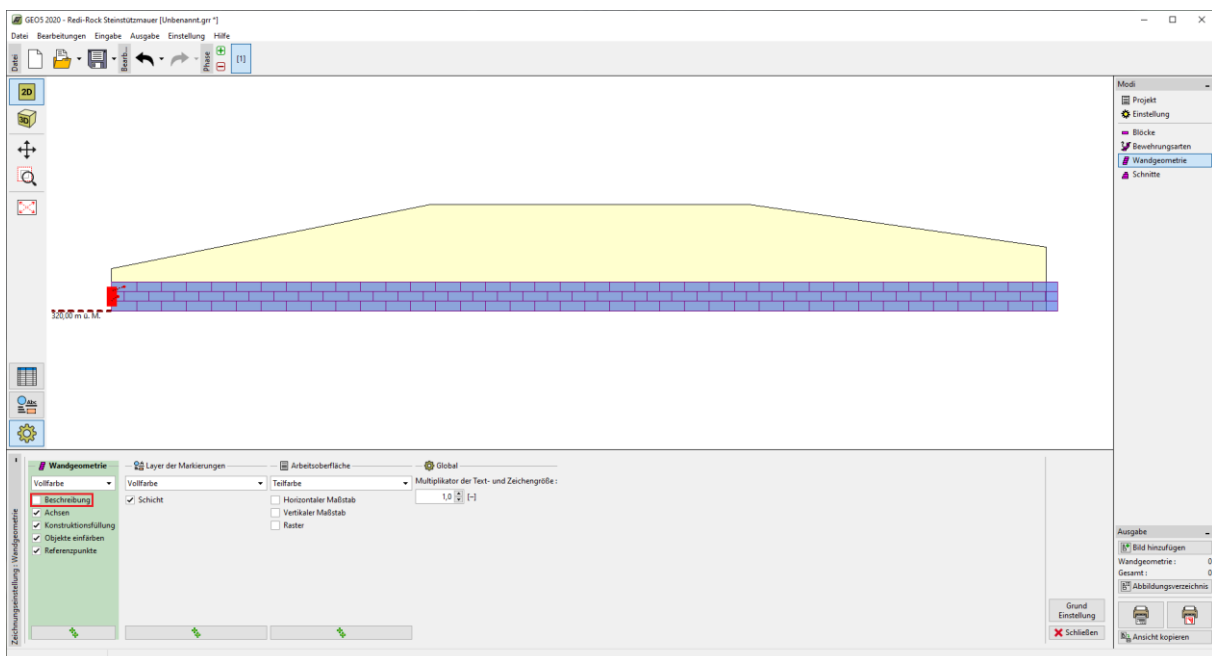 GEO5 2020 - Redi-Rock Steinstützmauer [Unbenannt.grr *]
Datei Bearbeitungen Eingabe Ausgabe Einstellung Hilfe
Datei
Bearb...
Phase
[1]
2D
3D
Abc
320,00 m ü. M.
Modi
Projekt
Einstellung
Blöcke
Bewehrungsarten
Wandgeometrie
Schnitte
Zeichnungseinstellung : Wandgeometrie
Wandgeometrie
Vollfarbe
Beschreibung
Achsen
Konstruktionsfüllung
Objekte einfärben
Referenzpunkte
Layer der Markierungen
Vollfarbe
Schicht
Arbeitsoberfläche
Teilfarbe
Horizontaler Maßstab
Vertikaler Maßstab
Raster
Global
Multiplikator der Text- und Zeichengröße :
1,0 [–]
Grund
Einstellung
Schließen
Ausgabe
Bild hinzufügen
Wandgeometrie : 0
Gesamt : 0
Abbildungsverzeichnis
Ansicht kopieren